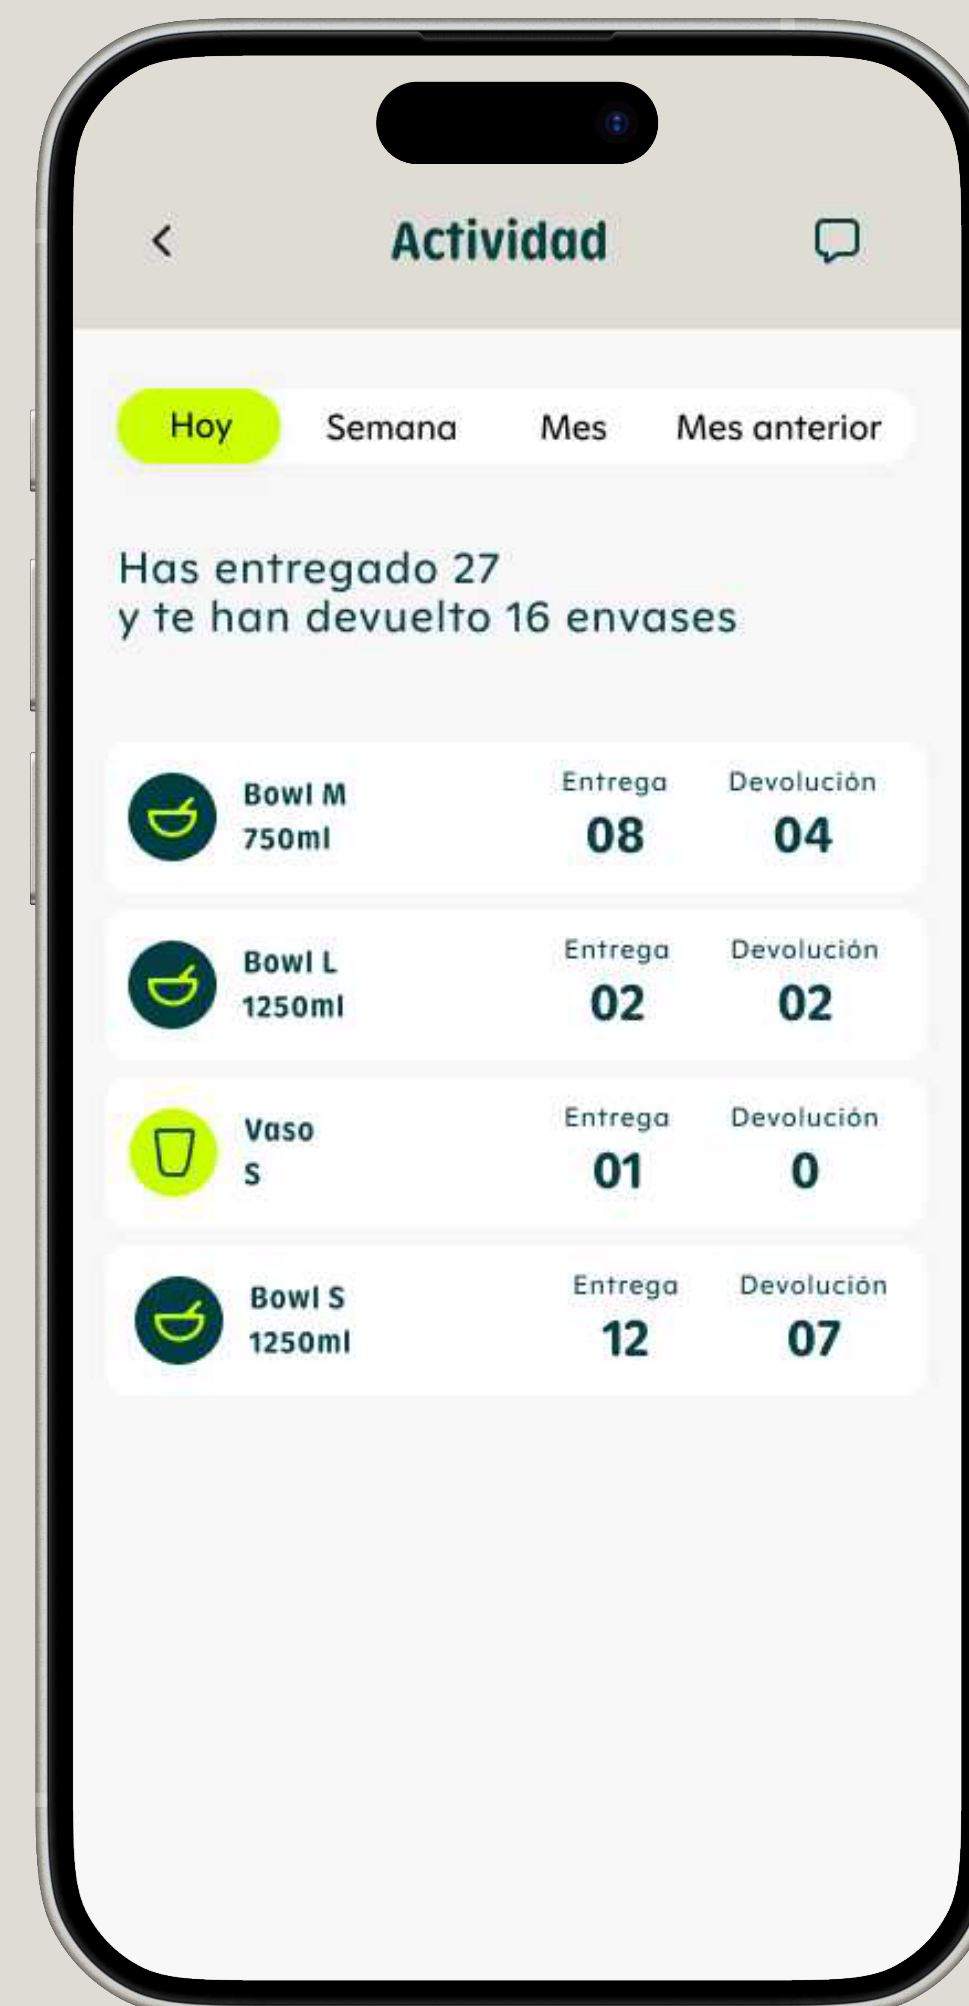 Actividad
Hoy Semana Mes Mes anterior
Has entregado 27
y te han devuelto 16 envases
Bowl M
750ml
Entrega Devolución
08 04
Bowl L
1250ml
Entrega Devolución
02 02
Vaso
S
Entrega Devolución
01 0
Bowl S
1250ml
Entrega Devolución
12 07